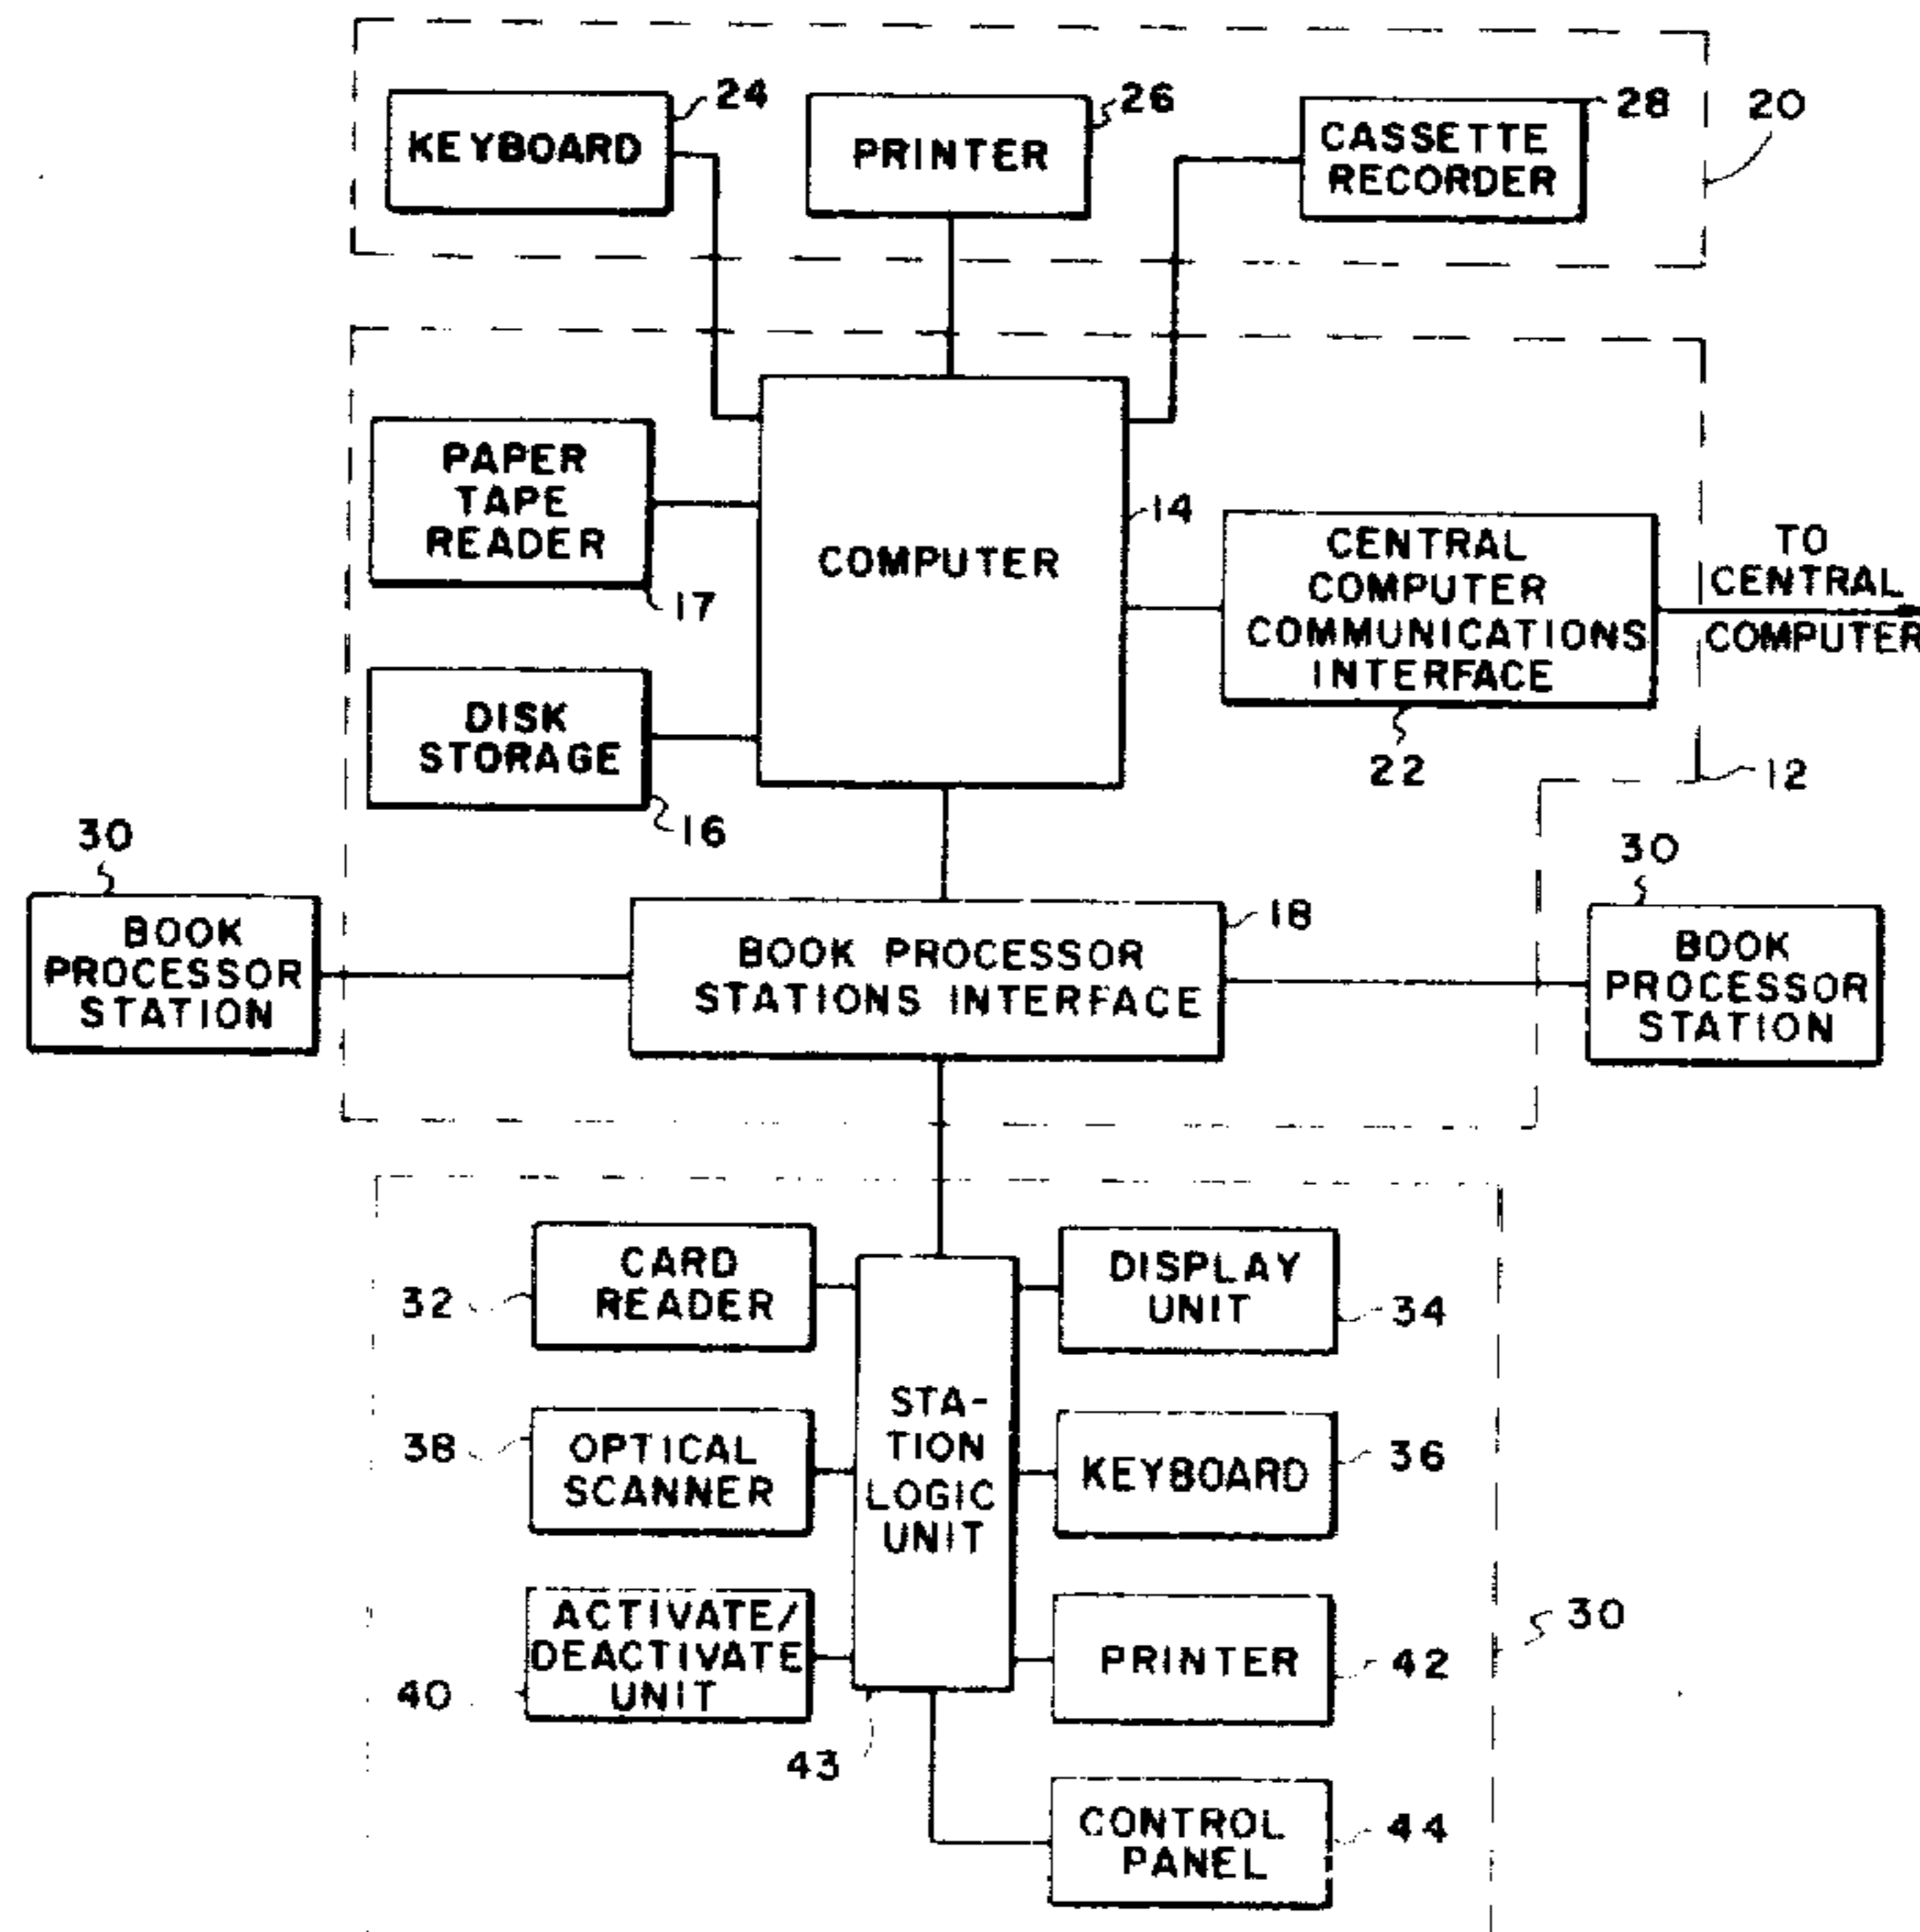 24
KEYBOARD
26
PRINTER
28
CASSETTE
RECORDER
20
PAPER
TAPE
READER
17
COMPUTER
14
CENTRAL
COMPUTER
COMMUNICATIONS
INTERFACE
22
TO
CENTRAL
COMPUTER
12
DISK
STORAGE
16
30
BOOK
PROCESSOR
STATION
BOOK PROCESSOR
STATIONS INTERFACE
18
30
BOOK
PROCESSOR
STATION
CARD
READER
32
DISPLAY
UNIT
34
38
OPTICAL
SCANNER
STA-
TION
LOGIC
UNIT
KEYBOARD
36
ACTIVATE/
DEACTIVATE
UNIT
40
43
PRINTER
42
30
CONTROL
PANEL
44